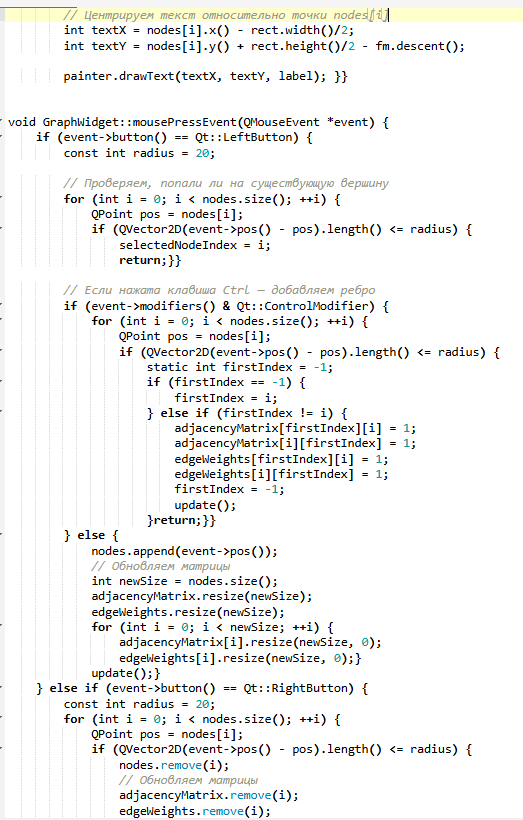 // Центрируем текст относительно точки nodes[i]
int textX = nodes[i].x() - rect.width()/2;
int textY = nodes[i].y() + rect.height()/2 - fm.descent();
painter.drawText(textX, textY, label); }}
void GraphWidget::mousePressEvent(QMouseEvent *event) {
if (event->button() == Qt::LeftButton) {
const int radius = 20;
// Проверяем, попали ли на существующую вершину
for (int i = 0; i < nodes.size(); ++i) {
QPoint pos = nodes[i];
if (QVector2D(event->pos() - pos).length() <= radius) {
selectedNodeIndex = i;
return;}}
// Если нажата клавиша Ctrl — добавляем ребро
if (event->modifiers() & Qt::ControlModifier) {
for (int i = 0; i < nodes.size(); ++i) {
QPoint pos = nodes[i];
if (QVector2D(event->pos() - pos).length() <= radius) {
static int firstIndex = -1;
if (firstIndex == -1) {
firstIndex = i;
} else if (firstIndex != i) {
adjacencyMatrix[firstIndex][i] = 1;
adjacencyMatrix[i][firstIndex] = 1;
edgeWeights[firstIndex][i] = 1;
edgeWeights[i][firstIndex] = 1;
firstIndex = -1;
update();
}return;}}
} else {
nodes.append(event->pos());
// Обновляем матрицы
int newSize = nodes.size();
adjacencyMatrix.resize(newSize);
edgeWeights.resize(newSize);
for (int i = 0; i < newSize; ++i) {
adjacencyMatrix[i].resize(newSize, 0);
edgeWeights[i].resize(newSize, 0);}
update();}
} else if (event->button() == Qt::RightButton) {
const int radius = 20;
for (int i = 0; i < nodes.size(); ++i) {
QPoint pos = nodes[i];
if (QVector2D(event->pos() - pos).length() <= radius) {
nodes.remove(i);
// Обновляем матрицы
adjacencyMatrix.remove(i);
edgeWeights.remove(i);